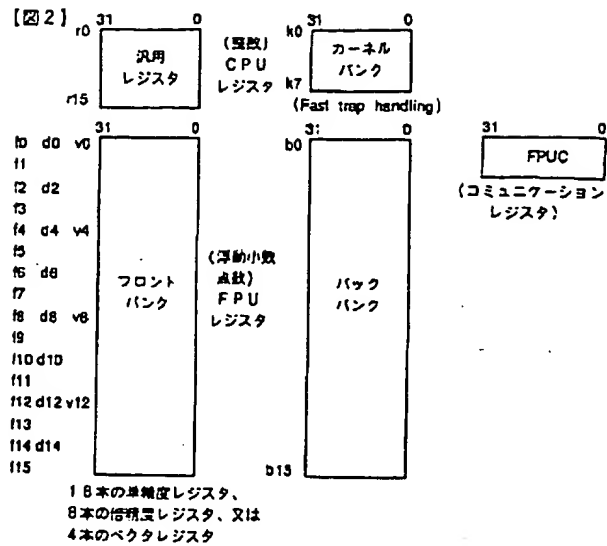 【図2】
31 0
r0
汎用
レジスタ
r15
(整数)
CPU
レジスタ
31 0
k0
カーネル
バンク
k7
(Fast trap handling)
31 0
f0 d0 v0
f1
f2 d2
f3
f4 d4 v4
f5
f6 d6
f7
f8 d8 v8
f9
f10 d10
f11
f12 d12 v12
f13
f14 d14
f15
フロント
バンク
(浮動小数
点数)
FPU
レジスタ
31 0
b0
バック
バンク
b15
31 0
FPUC
(コミュニケーション
レジスタ)
16本の単精度レジスタ、
8本の倍精度レジスタ、又は
4本のベクタレジスタ